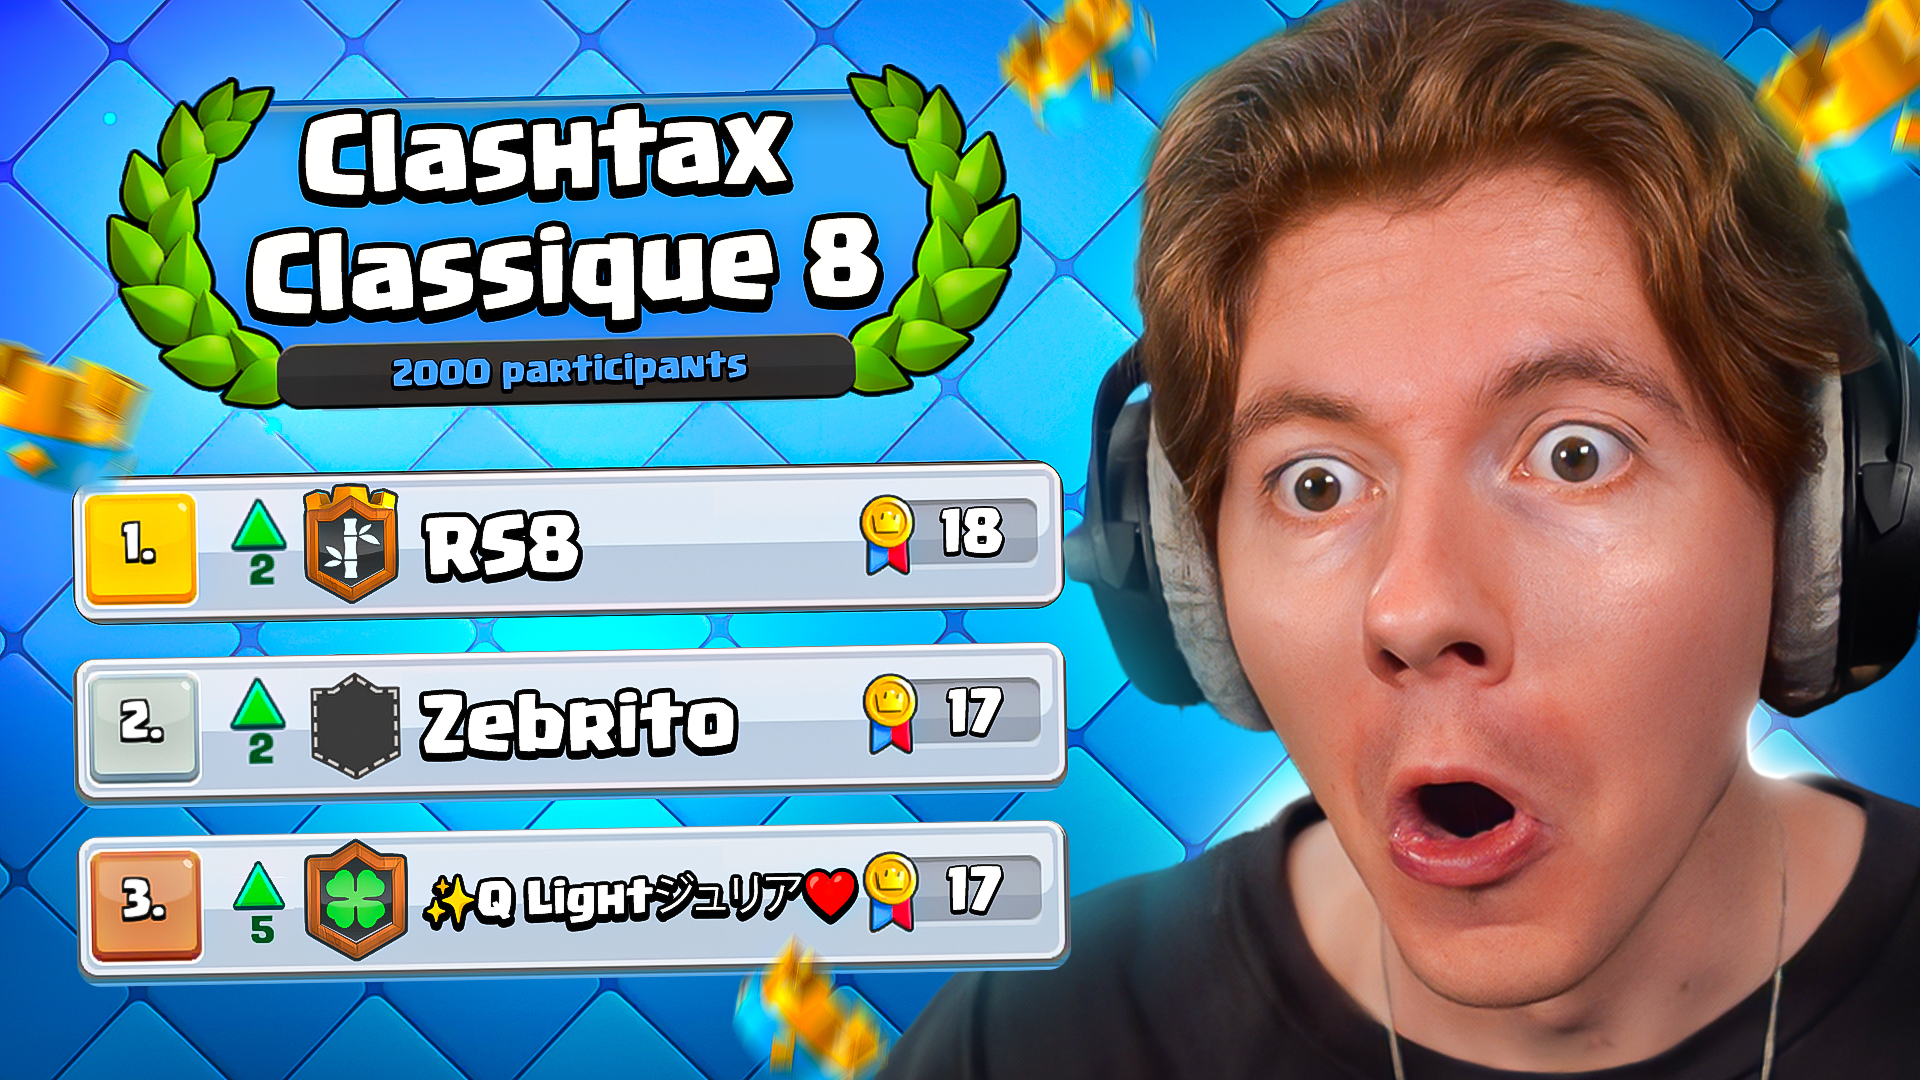 Clashtax
Classique 8
2000 participants
1. 2 RS8 18
2. 2 Zebrito 17
3. 5 ✨Q Lightジュリア❤️ 17